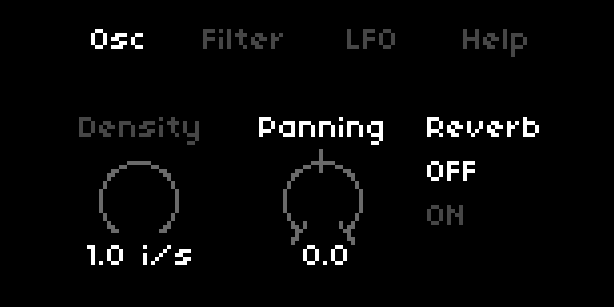 Osc Filter LFO Help
Density Panning Reverb
OFF
ON
1.0 i/s 0.0